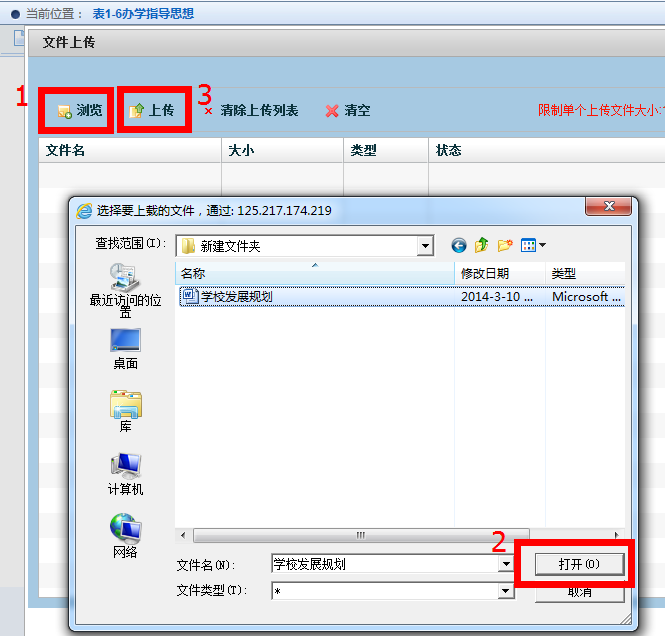 当前位置： 表1-6办学指导思想
文件上传
1 浏览 上传 3 清除上传列表 清空 限制单个上传文件大小:
文件名 大小 类型 状态
选择要上载的文件，通过: 125.217.174.219
查找范围(I): 新建文件夹
名称 修改日期 类型
学校发展规划 2014-3-10 ... Microsoft ...
最近访问的位
置
桌面
库
计算机
网络
2
文件名(N): 学校发展规划 打开(O)
文件类型(T): * 取消